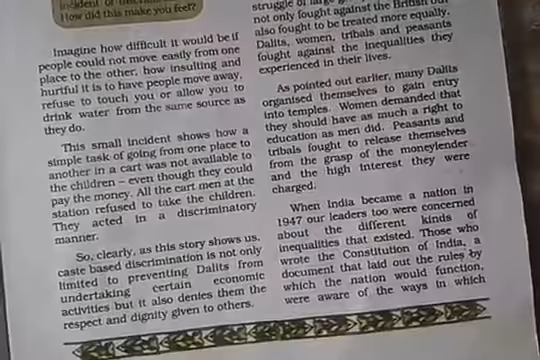 incident of
How did this make you feel?
Imagine how difficult it would be if
people could not move easily from one
place to the other, how insulting and
hurtful it is to have people move away,
refuse to touch you or allow you to
drink water from the same source as
they do.
This small incident shows how a
simple task of going from one place to
another in a cart was not available to
the children – even though they could
pay the money. All the cart men at the
station refused to take the children.
They acted in a discriminatory
manner.
So, clearly, as this story shows us,
caste based discrimination is not only
limited to preventing Dalits from
undertaking certain economic
activities but it also denies them the
respect and dignity given to others.
struggle of
not only fought against the British but
also fought to be treated more equally.
Dalits, women, tribals and peasants
fought against the inequalities they
experienced in their lives.
As pointed out earlier, many Dalits
organised themselves to gain entry
into temples. Women demanded that
they should have as much a right to
education as men did. Peasants and
tribals fought to release themselves
from the grasp of the moneylender
and the high interest they were
charged.
When India became a nation in
1947 our leaders too were concerned
about the different kinds of
inequalities that existed. Those who
wrote the Constitution of India, a
document that laid out the rules by
which the nation would function,
were aware of the ways in which